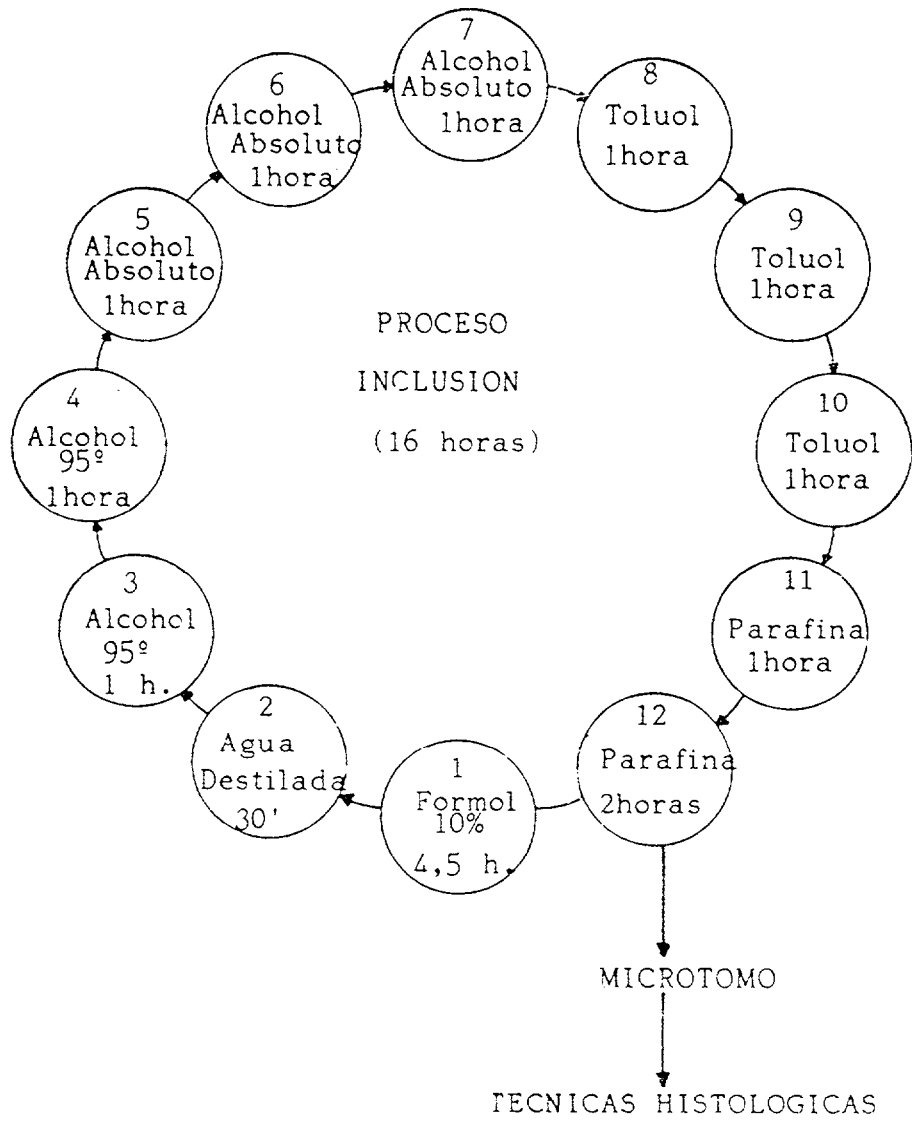 PROCESO
INCLUSION
(16 horas)
1
Formol
10%
4,5 h.
2
Agua
Destilada
30'
3
Alcohol
95º
1 h.
4
Alcohol
95º
1hora
5
Alcohol
Absoluto
1hora
6
Alcohol
Absoluto
1hora
7
Alcohol
Absoluto
1hora
8
Toluol
1hora
9
Toluol
1hora
10
Toluol
1hora
11
Parafina
1hora
12
Parafina
2horas
MICROTOMO
TECNICAS HISTOLOGICAS